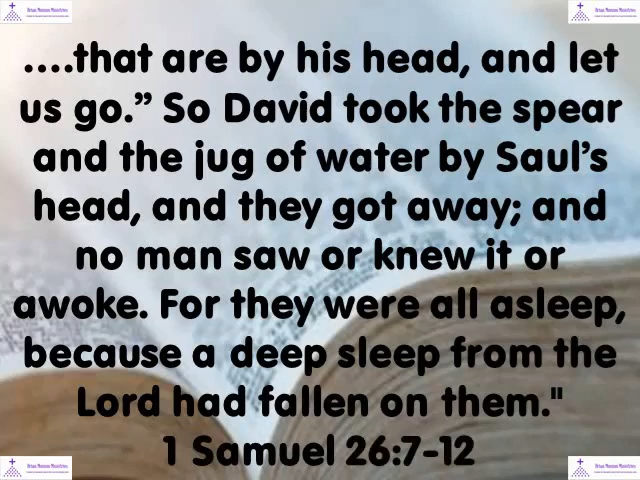 ....that are by his head, and let
us go.” So David took the spear
and the jug of water by Saul’s
head, and they got away; and
no man saw or knew it or
awoke. For they were all asleep,
because a deep sleep from the
Lord had fallen on them."
1 Samuel 26:7-12